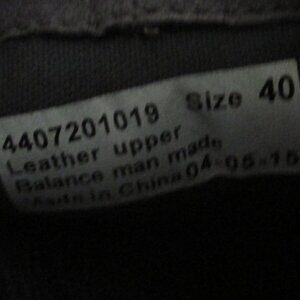 4407201019 Size 40
Leather upper
Balance man made
Made in China 04-05-15